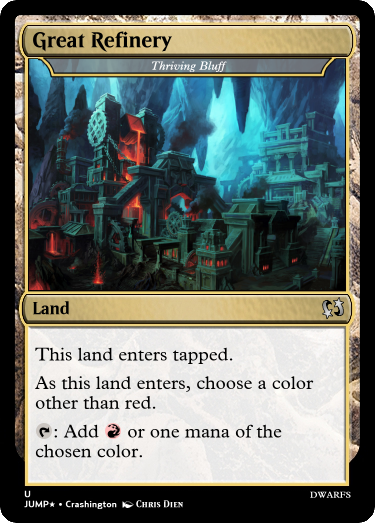 Great Refinery
Thriving Bluff
Land
This land enters tapped.
As this land enters, choose a color
other than red.
: Add or one mana of the
chosen color.
U
DWARFS
JUMP★ • Crashington Chris Dien